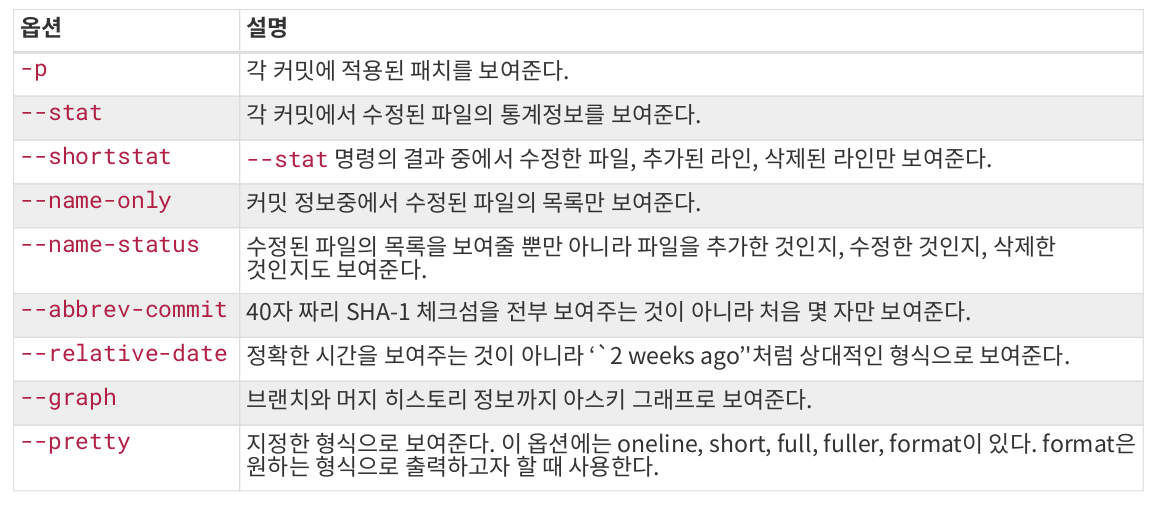 옵션 설명
-p 각 커밋에 적용된 패치를 보여준다.
--stat 각 커밋에서 수정된 파일의 통계정보를 보여준다.
--shortstat --stat 명령의 결과 중에서 수정한 파일, 추가된 라인, 삭제된 라인만 보여준다.
--name-only 커밋 정보중에서 수정된 파일의 목록만 보여준다.
--name-status 수정된 파일의 목록을 보여줄 뿐만 아니라 파일을 추가한 것인지, 수정한 것인지, 삭제한
것인지도 보여준다.
--abbrev-commit 40자 짜리 SHA-1 체크섬을 전부 보여주는 것이 아니라 처음 몇 자만 보여준다.
--relative-date 정확한 시간을 보여주는 것이 아니라 ‘`2 weeks ago”처럼 상대적인 형식으로 보여준다.
--graph 브랜치와 머지 히스토리 정보까지 아스키 그래프로 보여준다.
--pretty 지정한 형식으로 보여준다. 이 옵션에는 oneline, short, full, fuller, format이 있다. format은
원하는 형식으로 출력하고자 할 때 사용한다.